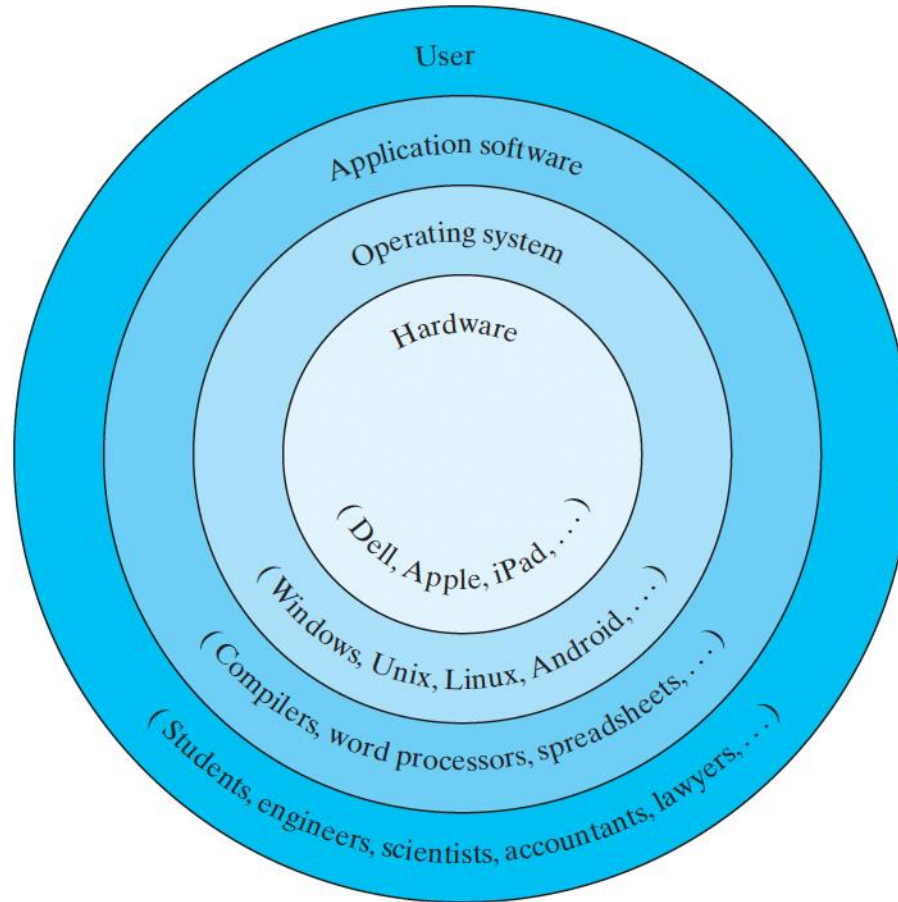 User
Application software
Operating system
Hardware
( Dell, Apple, iPad, . . . . )
( Windows, Unix, Linux, Android, . . . . )
( Compilers, word processors, spreadsheets, . . . )
( Students, engineers, scientists, accountants, lawyers, . . . . )